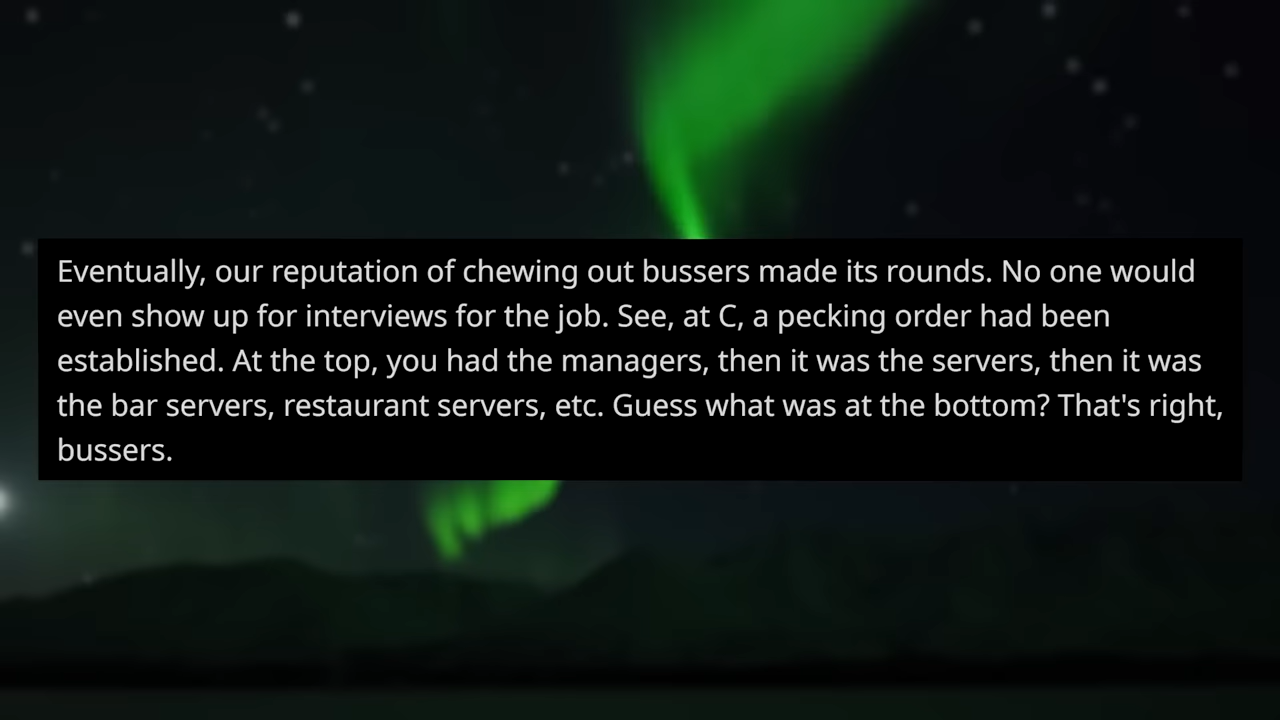 Eventually, our reputation of chewing out bussers made its rounds. No one would
even show up for interviews for the job. See, at C, a pecking order had been
established. At the top, you had the managers, then it was the servers, then it was
the bar servers, restaurant servers, etc. Guess what was at the bottom? That's right,
bussers.